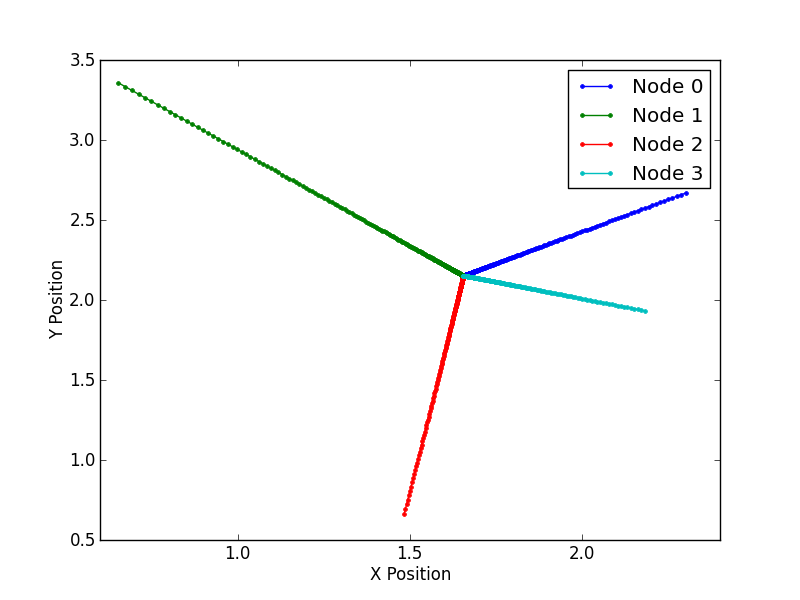 3.5
3.0
2.5
2.0
1.5
1.0
0.5
Y Position
Node 0
Node 1
Node 2
Node 3
1.0 1.5 2.0
X Position